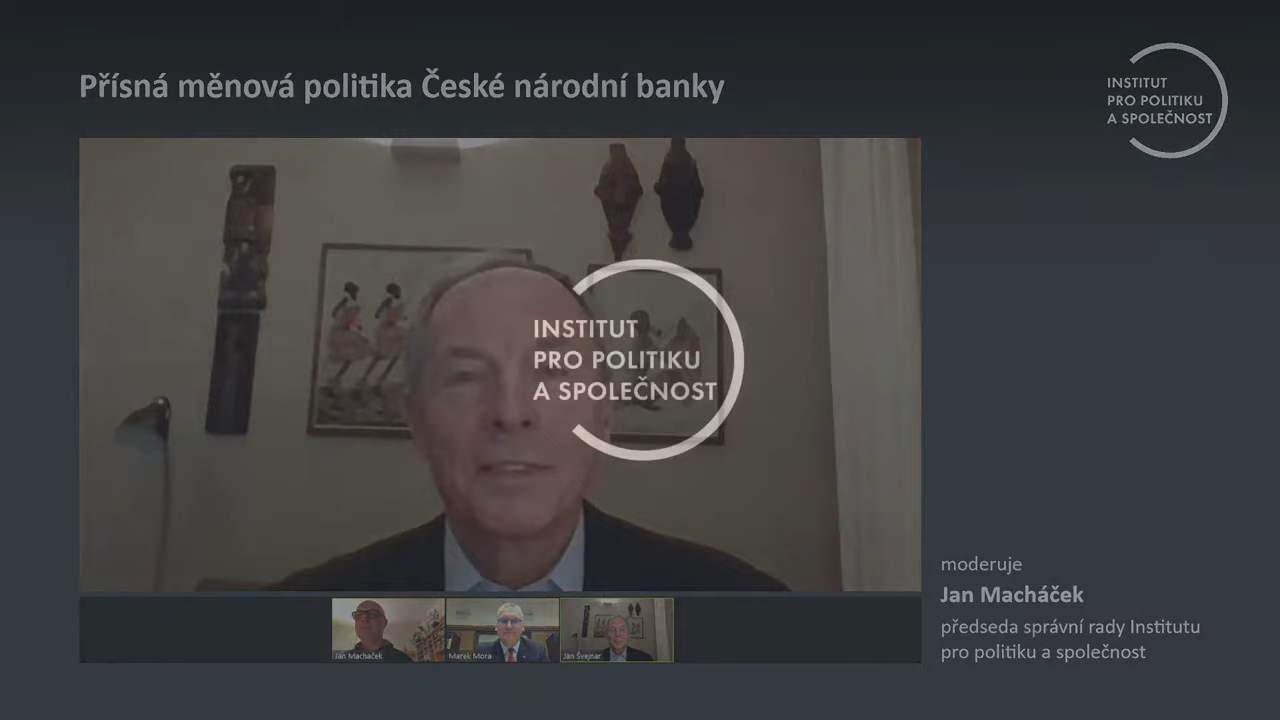 Přísná měnová politika České národní banky
INSTITUT
PRO POLITIKU
A SPOLEČNOST
INSTITUT
PRO POLITIKU
A SPOLEČNOST
moderuje
Jan Macháček
předseda správní rady Institutu
pro politiku a společnost
Jan Machaček
Marek Mora
Jan Švejnar